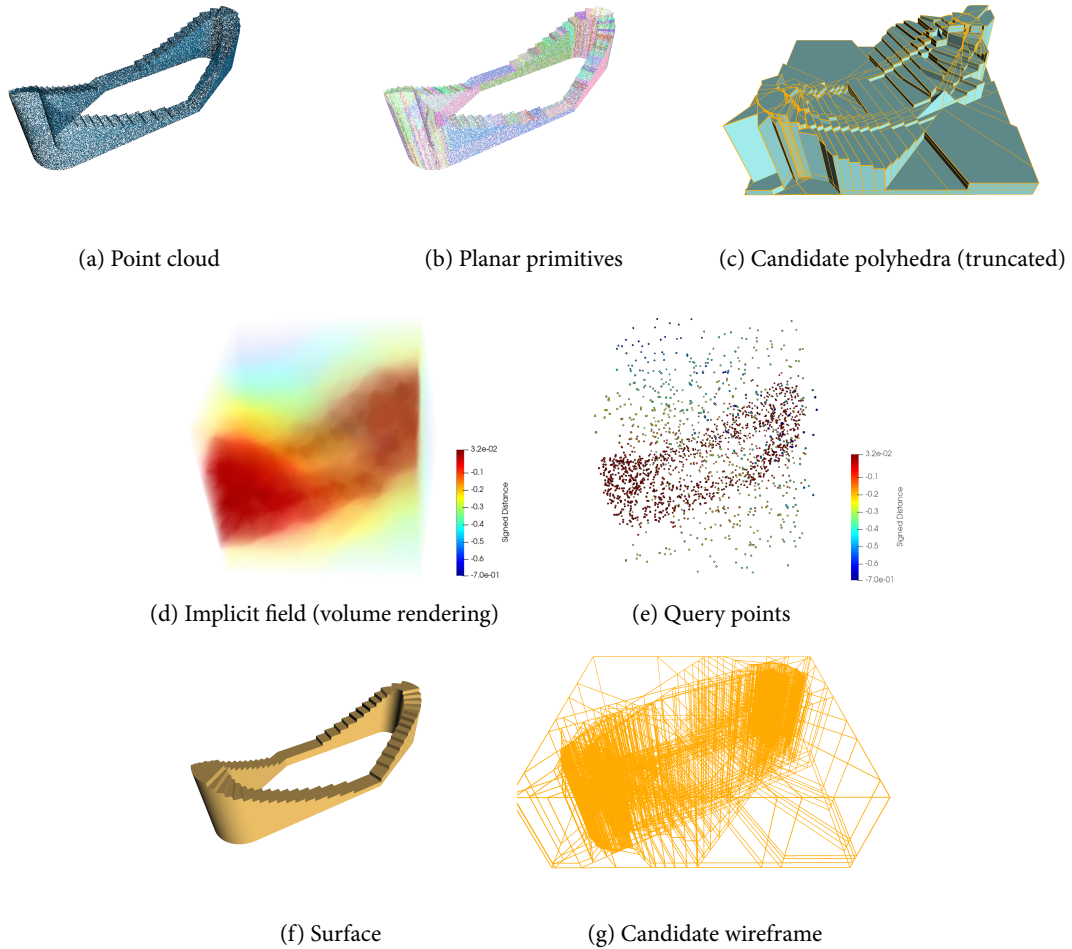 (a) Point cloud
(b) Planar primitives
(c) Candidate polyhedra (truncated)
3.2e-02
-0.1
-0.2
-0.3
-0.4
-0.5
-0.6
-7.0e-01
Signed Distance
3.2e-02
-0.1
-0.2
-0.3
-0.4
-0.5
-0.6
-7.0e-01
Signed Distance
(d) Implicit field (volume rendering)
(e) Query points
(f) Surface
(g) Candidate wireframe